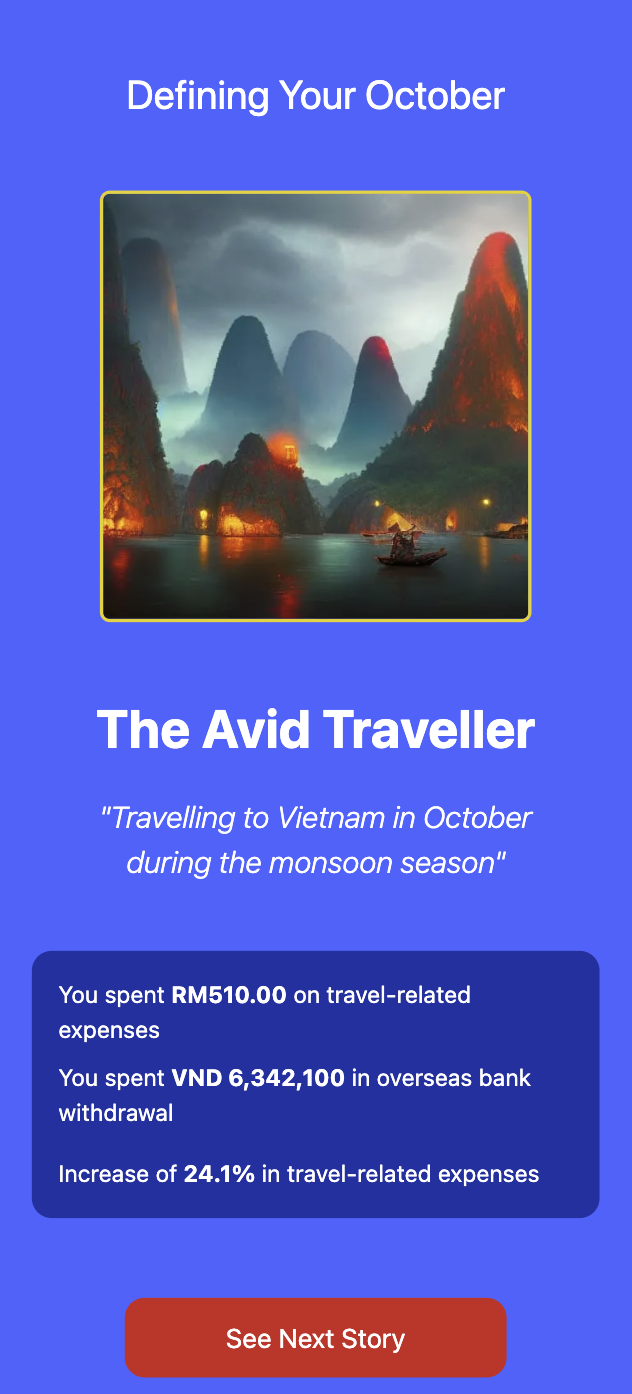 Defining Your October
The Avid Traveller
"Travelling to Vietnam in October
during the monsoon season"
You spent RM510.00 on travel-related
expenses
You spent VND 6,342,100 in overseas bank
withdrawal
Increase of 24.1% in travel-related expenses
See Next Story